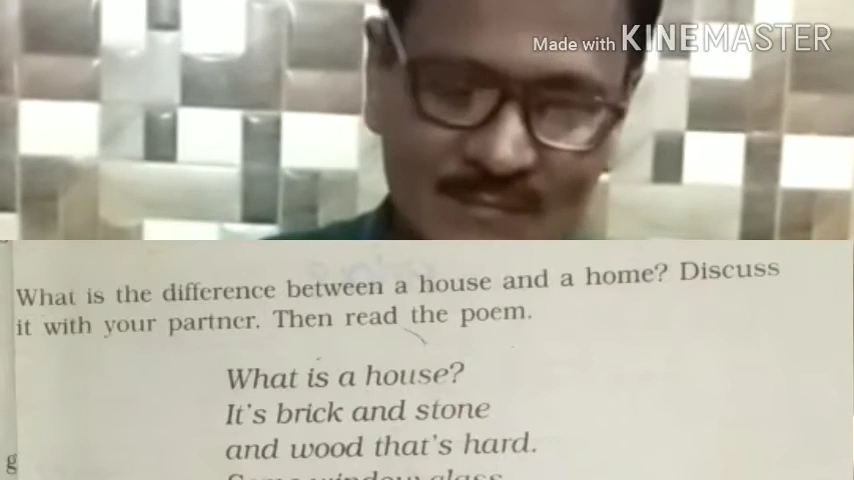 Made with KINEMASTER
What is the difference between a house and a home? Discuss
it with your partner. Then read the poem.
What is a house?
It's brick and stone
and wood that's hard.
g